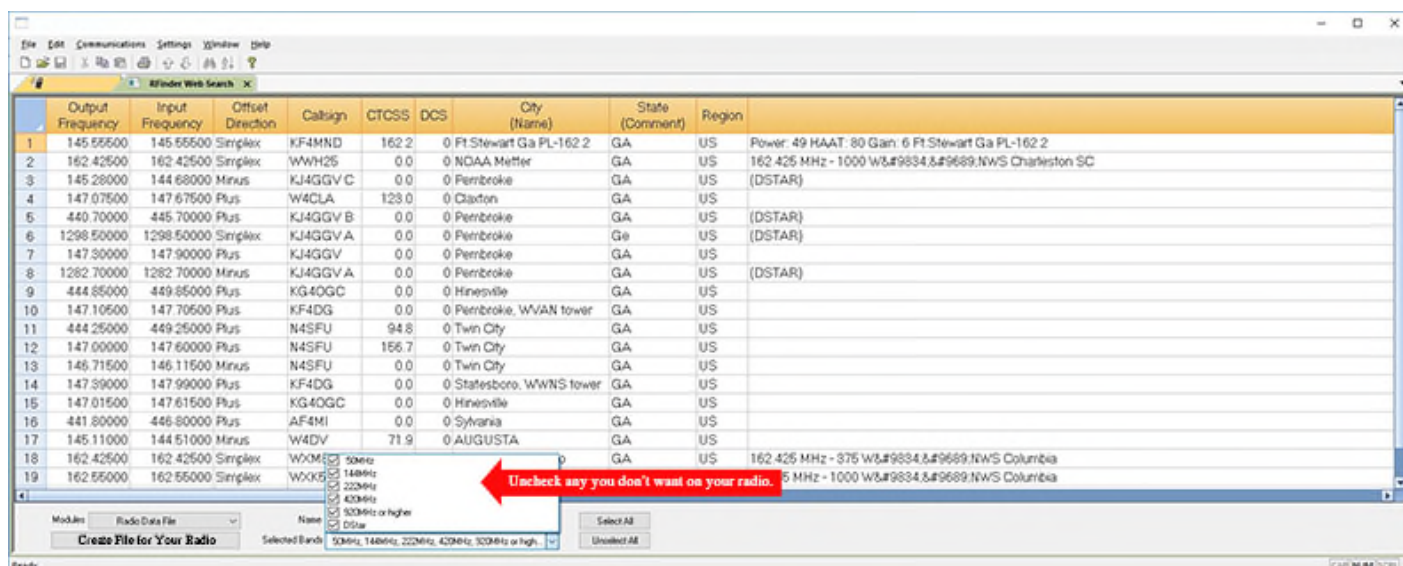 File Edit Communications Settings Window Help
RFinder Web Search X
Output Frequency Input Frequency Offset Direction Callsign CTCSS DCS City (Name) State (Comment) Region
1 145.55500 145.55500 Simplex KF4MND 162.2 0 Ft.Stewart Ga PL-162.2 GA US Power: 49 HAAT: 80 Gain: 6 Ft.Stewart Ga PL-162.2
2 162.42500 162.42500 Simplex WWH25 0.0 0 NOAA Metter GA US 162.425 MHz - 1000 W&#9834;&#9689;NWS Charleston SC
3 145.28000 144.68000 Minus KJ4GGV C 0.0 0 Pembroke GA US (DSTAR)
4 147.07500 147.67500 Plus W4CLA 123.0 0 Claxton GA US
5 440.70000 445.70000 Plus KJ4GGV B 0.0 0 Pembroke GA US (DSTAR)
6 1298.50000 1298.50000 Simplex KJ4GGV A 0.0 0 Pembroke Ge US (DSTAR)
7 147.30000 147.90000 Plus KJ4GGV 0.0 0 Pembroke GA US
8 1282.70000 1282.70000 Minus KJ4GGV A 0.0 0 Pembroke GA US (DSTAR)
9 444.85000 449.85000 Plus KG4OGC 0.0 0 Hinesville GA US
10 147.10500 147.70500 Plus KF4DG 0.0 0 Pembroke, WVAN tower GA US
11 444.25000 449.25000 Plus N4SFU 94.8 0 Twin City GA US
12 147.00000 147.60000 Plus N4SFU 156.7 0 Twin City GA US
13 146.71500 146.11500 Minus N4SFU 0.0 0 Twin City GA US
14 147.39000 147.99000 Plus KF4DG 0.0 0 Statesboro, WWNS tower GA US
15 147.01500 147.61500 Plus KG4OGC 0.0 0 Hinesville GA US
16 441.80000 446.80000 Plus AF4MI 0.0 0 Sylvania GA US
17 145.11000 144.51000 Minus W4DV 71.9 0 AUGUSTA GA US
18 162.42500 162.42500 Simplex GA US 162.425 MHz - 375 W&#9834;&#9689;NWS Columbia
19 162.55000 162.55000 Simplex MHz - 1000 W&#9834;&#9689;NWS Columbia
50MHz
144MHz
222MHz
420MHz
920MHz or higher
DStar
Uncheck any you don't want on your radio.
Modules Radio Data File Name Select All
Create File for Your Radio Selected Bands 50MHz, 144MHz, 222MHz, 420MHz, 920MHz or high... Unselect All